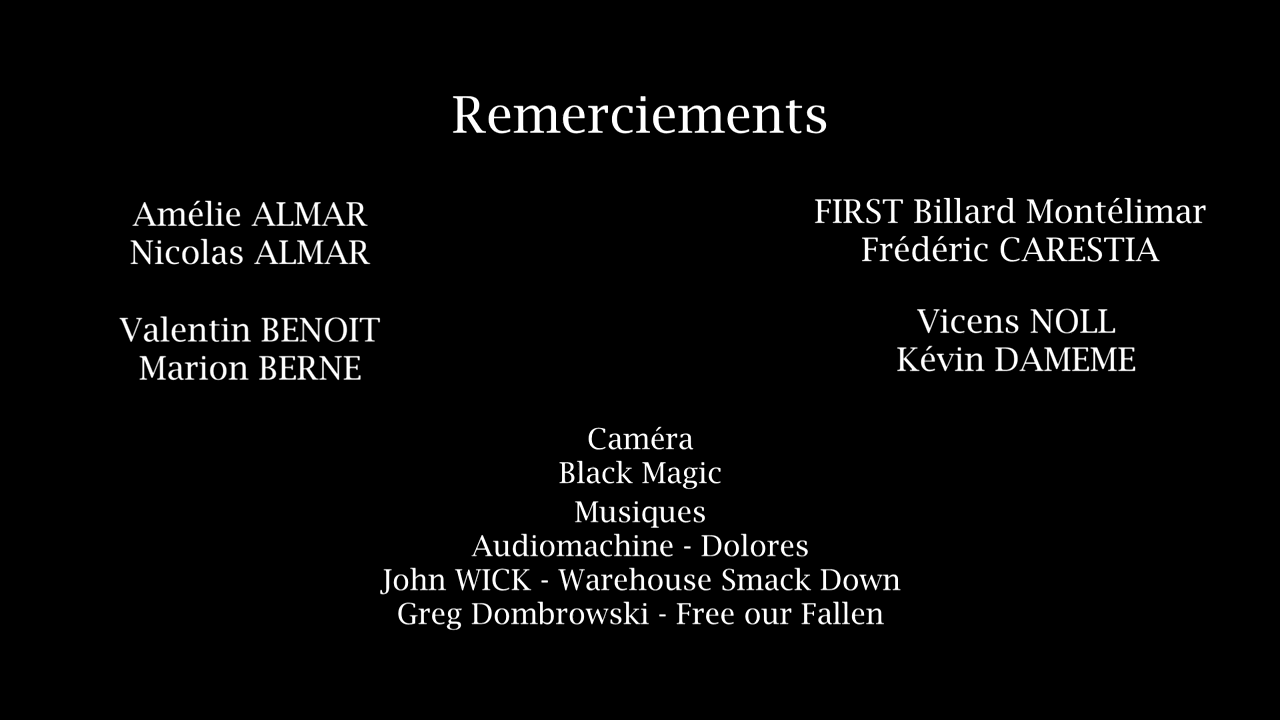 Remerciements
Amélie ALMAR
Nicolas ALMAR
Valentin BENOIT
Marion BERNE
FIRST Billard Montélimar
Frédéric CARESTIA
Vicens NOLL
Kévin DAMEME
Caméra
Black Magic
Musiques
Audiomachine - Dolores
John WICK - Warehouse Smack Down
Greg Dombrowski - Free our Fallen